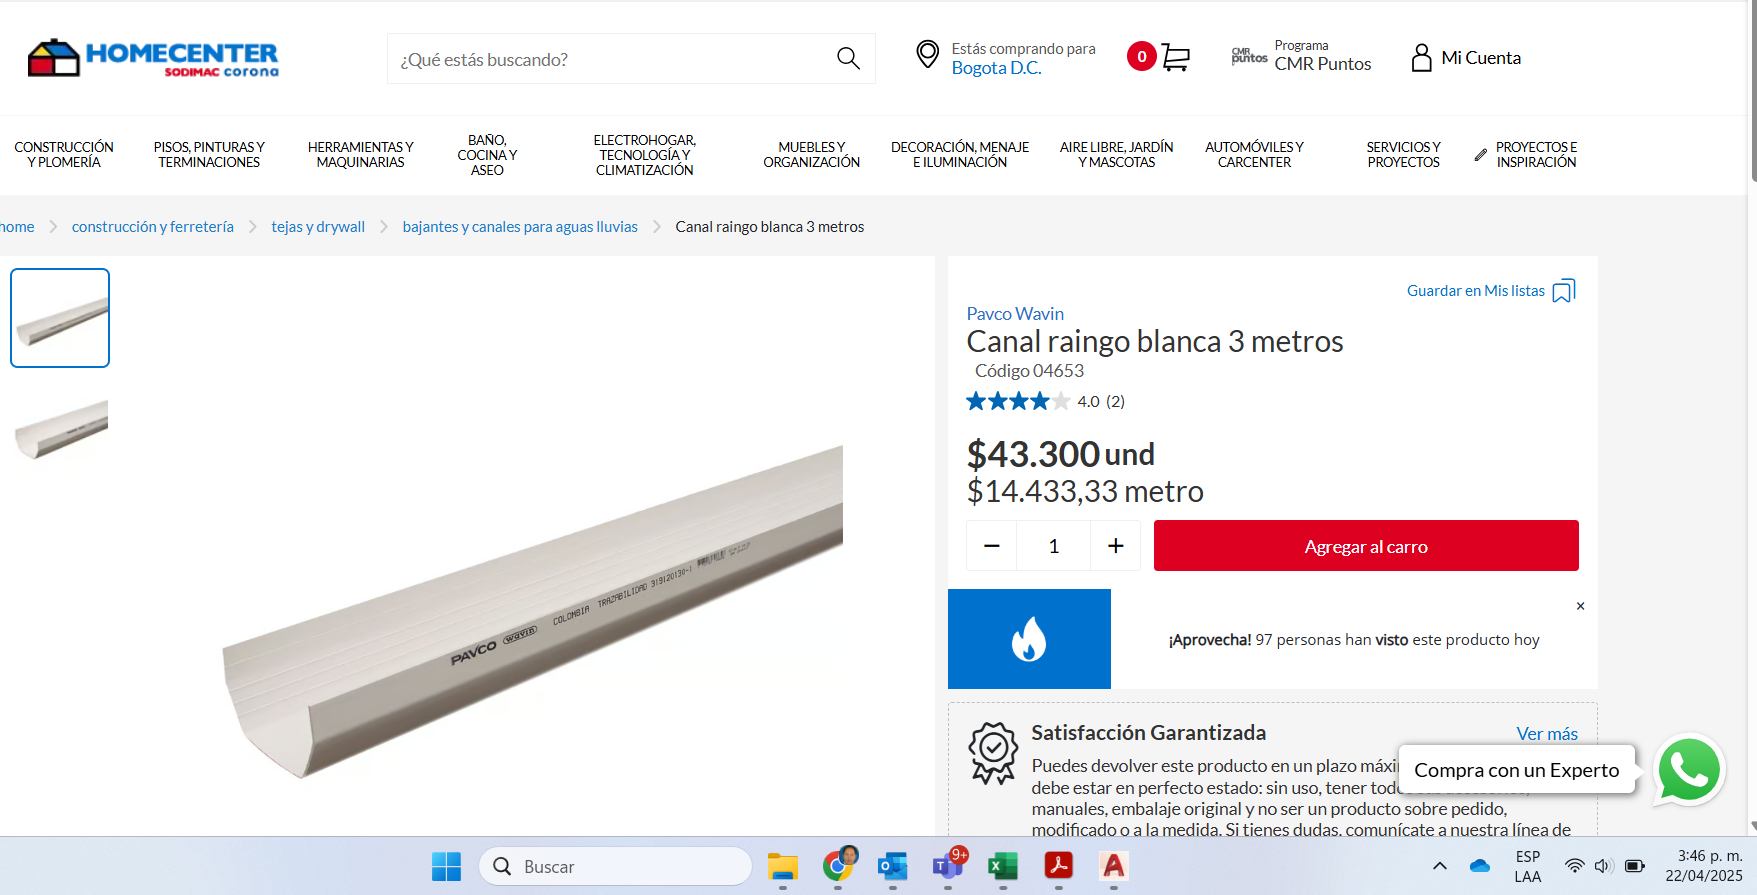 HOMECENTER
SODIMAC corona
¿Qué estás buscando?
Estás comprando para
Bogota D.C.
0
CMR
puntos
Programa
CMR Puntos
Mi Cuenta
CONSTRUCCIÓN
Y PLOMERÍA
PISOS, PINTURAS Y
TERMINACIONES
HERRAMIENTAS Y
MAQUINARIAS
BAÑO,
COCINA Y
ASEO
ELECTROHOGAR,
TECNOLOGÍA Y
CLIMATIZACIÓN
MUEBLES Y
ORGANIZACIÓN
DECORACIÓN, MENAJE
E ILUMINACIÓN
AIRE LIBRE, JARDÍN
Y MASCOTAS
AUTOMÓVILES Y
CARCENTER
SERVICIOS Y
PROYECTOS
PROYECTOS E
INSPIRACIÓN
home > construcción y ferretería > tejas y drywall > bajantes y canales para aguas lluvias > Canal raingo blanca 3 metros
PAVCO wavin COLOMBIA TRAZABILIDAD 319120130-1
Guardar en Mis listas
Pavco Wavin
Canal raingo blanca 3 metros
Código 04653
4.0 (2)
$43.300 und
$14.433,33 metro
− 1 +
Agregar al carro
×
¡Aprovecha! 97 personas han visto este producto hoy
Satisfacción Garantizada
Ver más
Puedes devolver este producto en un plazo máxi
debe estar en perfecto estado: sin uso, tener todo
manuales, embalaje original y no ser un producto sobre pedido,
modificado o a la medida. Si tienes dudas, comunícate a nuestra línea de
Compra con un Experto
Buscar
9+
ESP
LAA
3:46 p. m.
22/04/2025